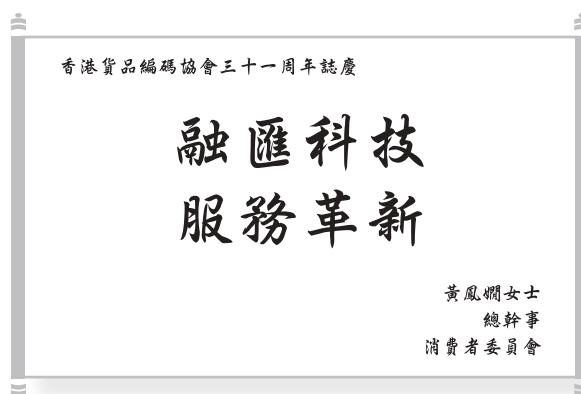 香港貨品編碼協會三十一周年誌慶
融匯科技
服務革新
黃鳳嫺女士
總幹事
消費者委員會